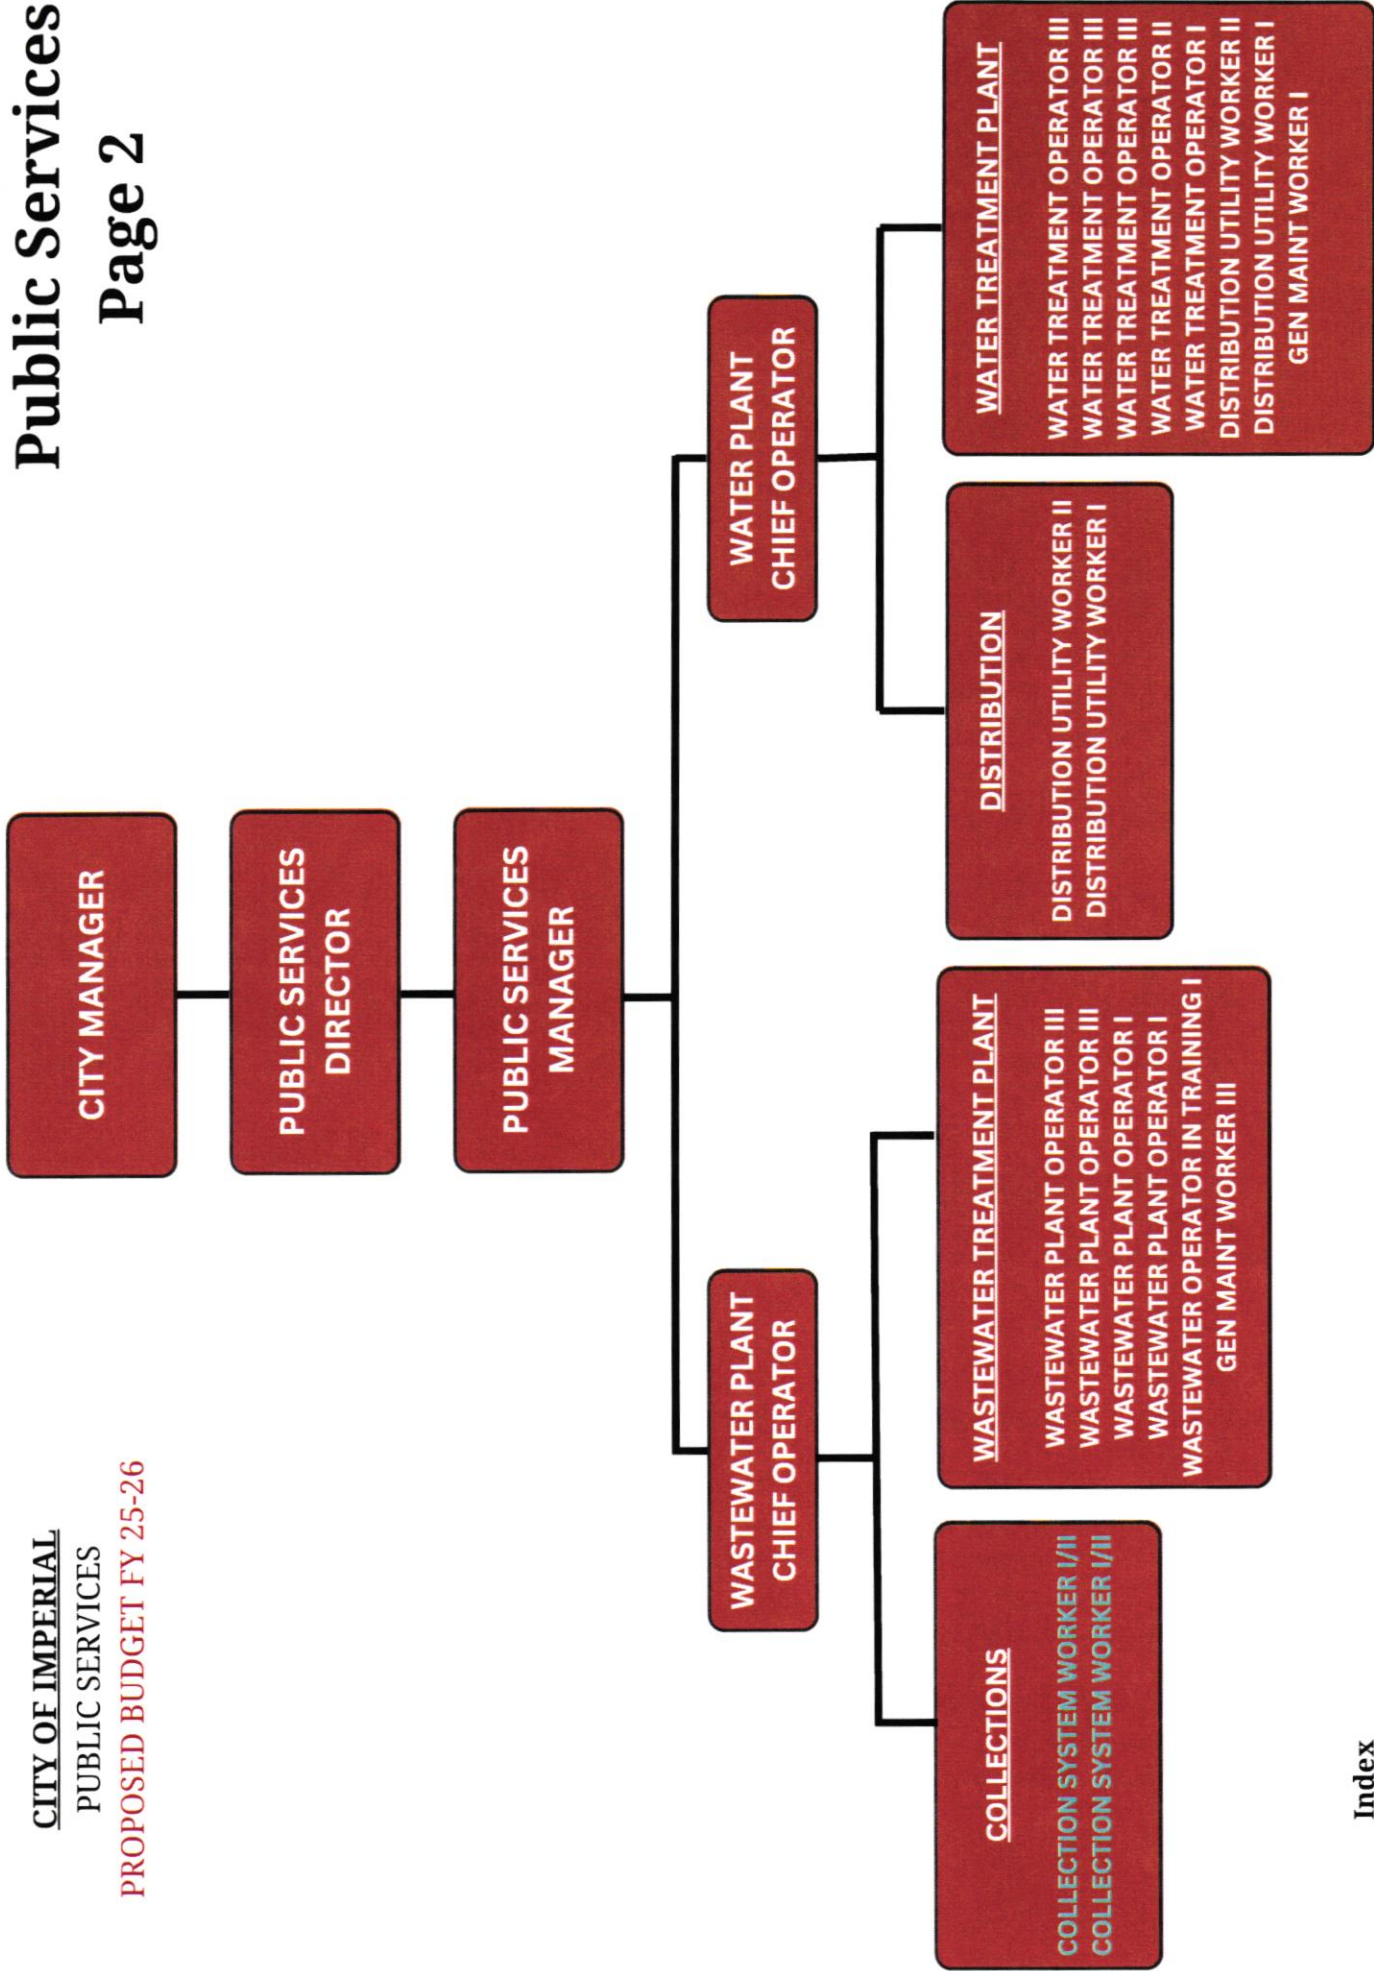 CITY OF IMPERIAL
PUBLIC SERVICES
PROPOSED BUDGET FY 25-26
Public Services
Page 2
CITY MANAGER
PUBLIC SERVICES
DIRECTOR
PUBLIC SERVICES
MANAGER
WASTEWATER PLANT
CHIEF OPERATOR
WATER PLANT
CHIEF OPERATOR
COLLECTIONS
COLLECTION SYSTEM WORKER I/II
COLLECTION SYSTEM WORKER I/II
WASTEWATER TREATMENT PLANT
WASTEWATER PLANT OPERATOR III
WASTEWATER PLANT OPERATOR III
WASTEWATER PLANT OPERATOR I
WASTEWATER PLANT OPERATOR I
WASTEWATER OPERATOR IN TRAINING I
GEN MAINT WORKER III
DISTRIBUTION
DISTRIBUTION UTILITY WORKER II
DISTRIBUTION UTILITY WORKER I
WATER TREATMENT PLANT
WATER TREATMENT OPERATOR III
WATER TREATMENT OPERATOR III
WATER TREATMENT OPERATOR III
WATER TREATMENT OPERATOR II
WATER TREATMENT OPERATOR I
DISTRIBUTION UTILITY WORKER II
DISTRIBUTION UTILITY WORKER I
GEN MAINT WORKER I
Index